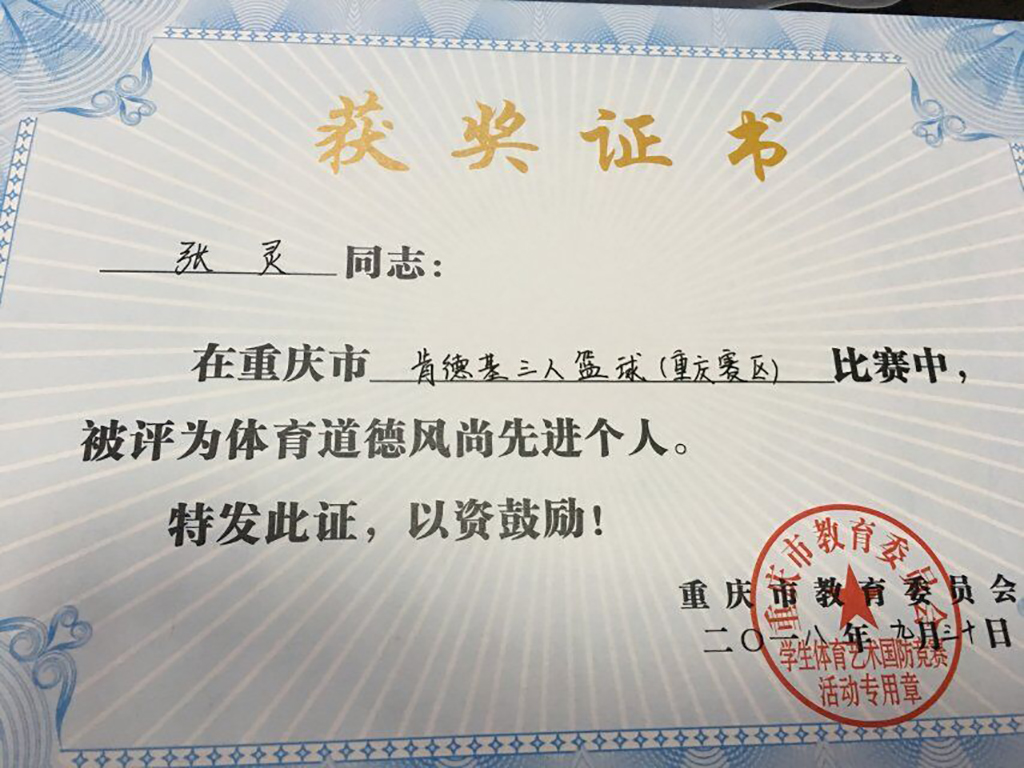 获奖证书
张灵同志：
在重庆市肯德基三人篮球(重庆赛区)比赛中，
被评为体育道德风尚先进个人。
特发此证，以资鼓励！
重庆市教育委员会
二〇一八年九月三十日
重庆市教育委员会
学生体育艺术国防竞赛
活动专用章